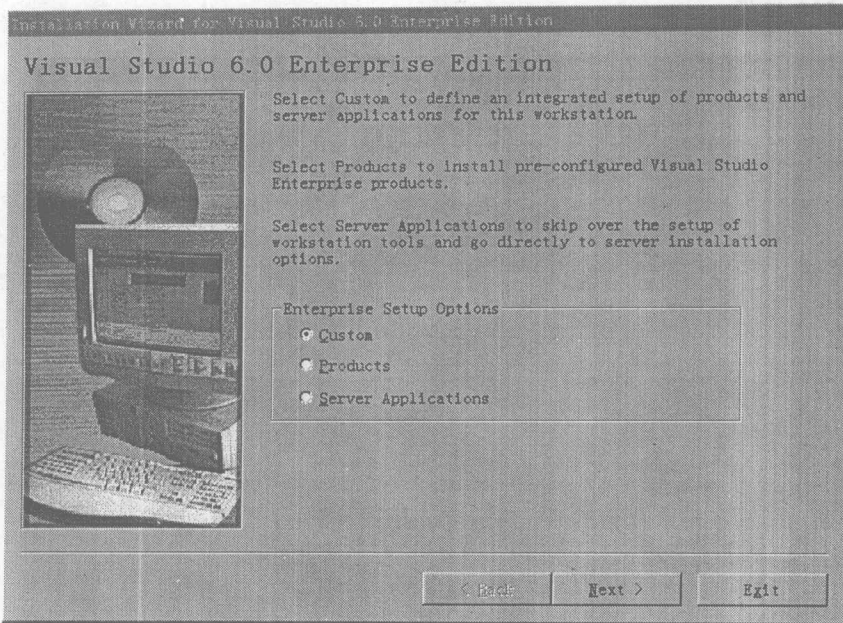 Installation Wizard for Visual Studio 6.0 Enterprise Edition
Visual Studio 6.0 Enterprise Edition
Select Custom to define an integrated setup of products and
server applications for this workstation.
Select Products to install pre-configured Visual Studio
Enterprise products.
Select Server Applications to skip over the setup of
workstation tools and go directly to server installation
options.
Enterprise Setup Options
Custom
Products
Server Applications
< Back
Next >
Exit